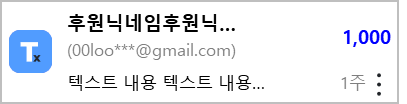 후원닉네임후원닉...
1,000
(00loo***@gmail.com)
Tx
텍스트 내용 텍스트 내용...
1주